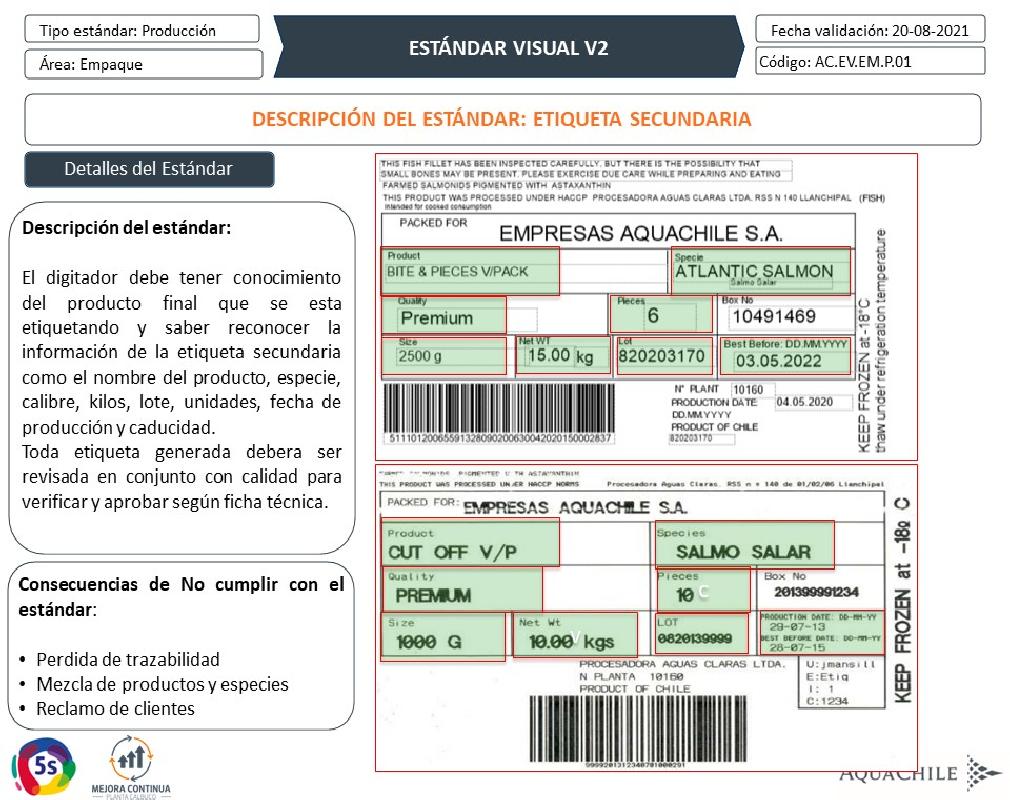 Tipo estándar: Producción
Área: Empaque
ESTÁNDAR VISUAL V2
Fecha validación: 20-08-2021
Código: AC.EV.EM.P.01
DESCRIPCIÓN DEL ESTÁNDAR: ETIQUETA SECUNDARIA
Detalles del Estándar
Descripción del estándar:
El digitador debe tener conocimiento
del producto final que se esta
etiquetando y saber reconocer la
información de la etiqueta secundaria
como el nombre del producto, especie,
calibre, kilos, lote, unidades, fecha de
producción y caducidad.
Toda etiqueta generada debera ser
revisada en conjunto con calidad para
verificar y aprobar según ficha técnica.
Consecuencias de No cumplir con el
estándar:
• Perdida de trazabilidad
• Mezcla de productos y especies
• Reclamo de clientes
5s
MEJORA CONTINUA
PLANTA CALBUCO
THIS FISH FILLET HAS BEEN INSPECTED CAREFULLY. BUT THERE IS THE POSSIBILITY THAT
SMALL BONES MAY BE PRESENT. PLEASE EXERCISE DUE CARE WHILE PREPARING AND EATING
FARMED SALMONIDS PIGMENTED WITH ASTAXANTHIN
THIS PRODUCT WAS PROCESSED UNDER HACCP PROCESADORA AGUAS CLARAS LTDA. RSS N 140 LLANCHIPAL (FISH)
Intended for cooked consumption
PACKED FOR EMPRESAS AQUACHILE S.A.
Product
BITE & PIECES V/PACK
Specie
ATLANTIC SALMON
Salmo Salar
Quality
Premium
Pieces
6
Box No
10491469
Size
2500 g
Net WT
15.00 kg
Lot
820203170
Best Before: DD.MM.YYYY
03.05.2022
N° PLANT 10160
PRODUCTION DATE 04.05.2020
DD.MM.YYYY
PRODUCT OF CHILE
820203170
KEEP FROZEN at -18°C
thaw under refrigeration temperature
THIS PRODUCT WAS PROCESSED UNDER HACCP NORMS Procesadora Aguas Claras. RSS n° 140 de 01/02/06 Llanchipal
PACKED FOR: EMPRESAS AQUACHILE S.A.
Product
CUT OFF V/P
Species
SALMO SALAR
Quality
PREMIUM
Pieces
10
Box No
201399991234
Size
1000 G
Net Wt
10.00 kgs
LOT
0820139999
PRODUCTION DATE: DD-MM-YY
29-07-13
BEST BEFORE DATE: DD-MM-YY
28-07-15
PROCESADORA AGUAS CLARAS LTDA.
N PLANTA 10160
PRODUCT OF CHILE
U:jmansill
E:Etiq
I: 1
C:1234
KEEP FROZEN at -18º C
AQUACHILE